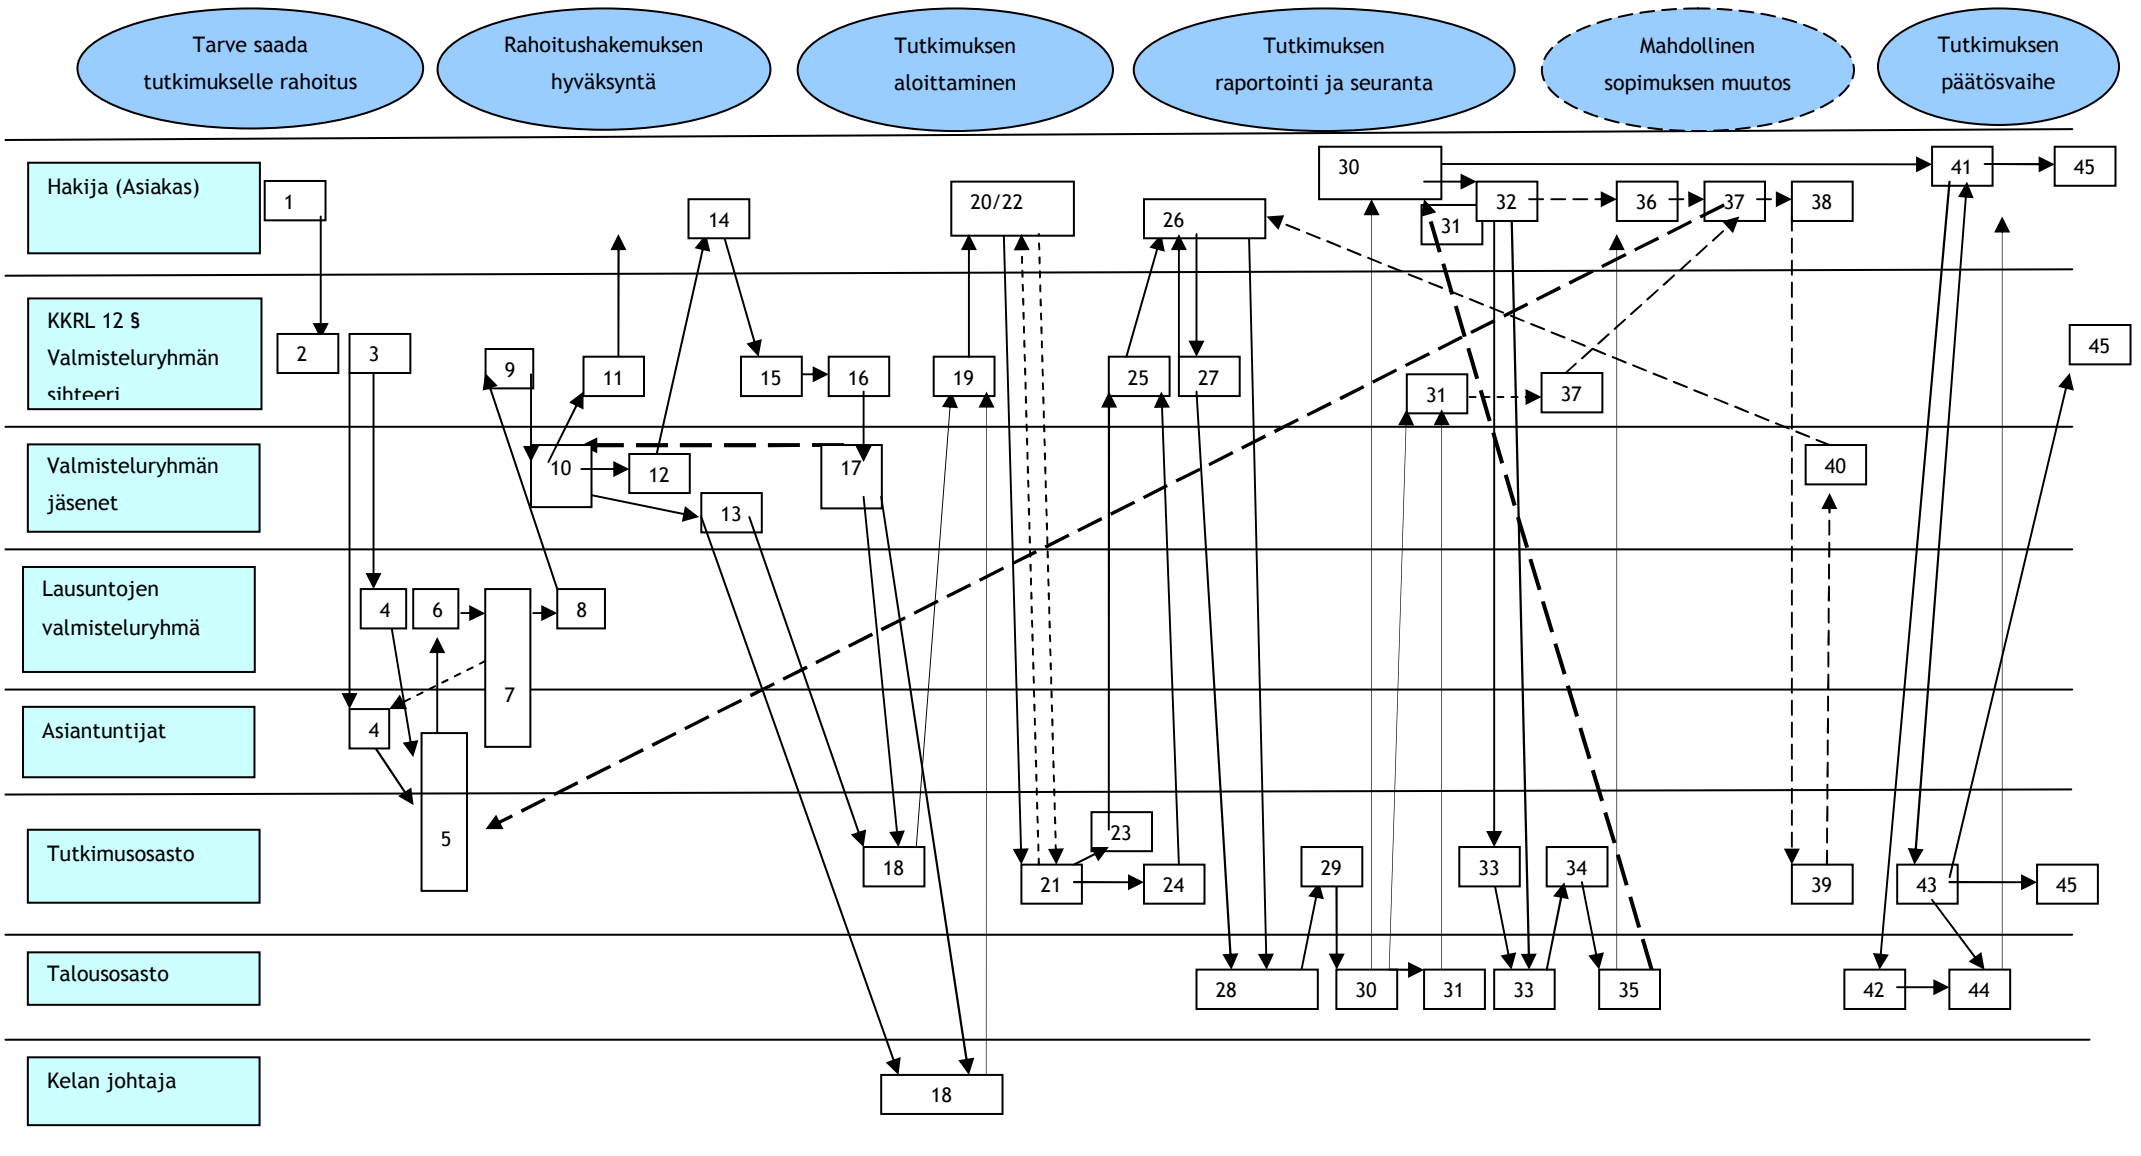 Tarve saada
tutkimukselle rahoitus
Rahoitushakemuksen
hyväksyntä
Tutkimuksen
aloittaminen
Tutkimuksen
raportointi ja seuranta
Mahdollinen
sopimuksen muutos
Tutkimuksen
päätösvaihe
Hakija (Asiakas)
1
14
20/22
26
30
31
32
36
37
38
41
45
KKRL 12 §
Valmisteluryhmän
sihteeri
2
3
9
11
15
16
19
25
27
31
37
45
Valmisteluryhmän
jäsenet
10
12
13
17
40
Lausuntojen
valmisteluryhmä
4
6
8
7
Asiantuntijat
4
5
Tutkimusosasto
18
21
23
24
29
33
34
39
43
45
Talousosasto
28
30
31
33
35
42
44
Kelan johtaja
18